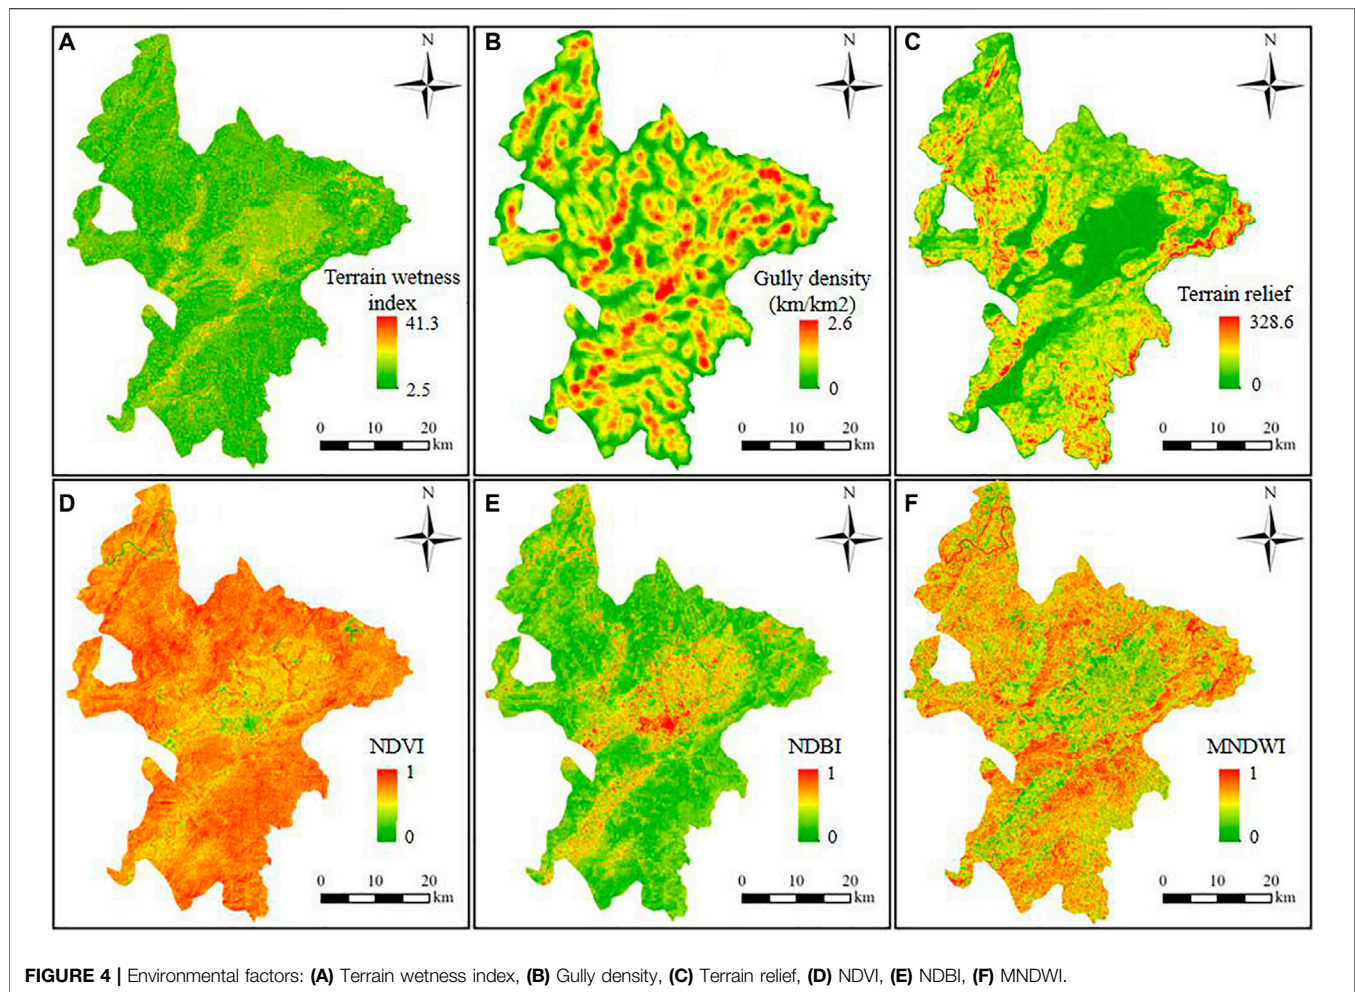 A
N
Terrain wetness
index
41.3
2.5
0 10 20
km
B
N
Gully density
(km/km2)
2.6
0
0 10 20
km
C
N
Terrain relief
328.6
0
0 10 20
km
D
N
NDVI
1
0
0 10 20
km
E
N
NDBI
1
0
0 10 20
km
F
N
MNDWI
1
0
0 10 20
km
FIGURE 4 | Environmental factors: (A) Terrain wetness index, (B) Gully density, (C) Terrain relief, (D) NDVI, (E) NDBI, (F) MNDWI.